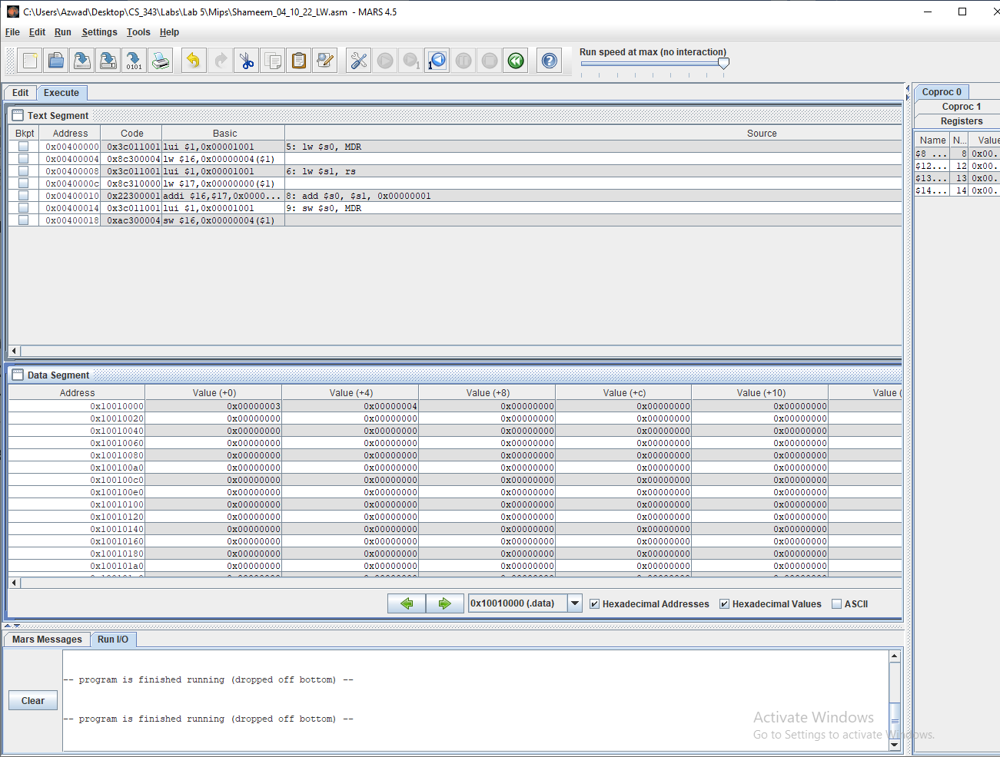 C:\Users\Azwad\Desktop\CS_343\Labs\Lab 5\Mips\Shameem_04_10_22_LW.asm - MARS 4.5
File Edit Run Settings Tools Help
Run speed at max (no interaction)
Edit Execute
Text Segment
Bkpt Address Code Basic Source
0x00400000 0x3c011001 lui $1,0x00001001 5: lw $s0, MDR
0x00400004 0x8c300004 lw $16,0x00000004($1)
0x00400008 0x3c011001 lui $1,0x00001001 6: lw $s1, rs
0x0040000c 0x8c310000 lw $17,0x00000000($1)
0x00400010 0x22300001 addi $16,$17,0x0000... 8: add $s0, $s1, 0x00000001
0x00400014 0x3c011001 lui $1,0x00001001 9: sw $s0, MDR
0x00400018 0xac300004 sw $16,0x00000004($1)
Data Segment
Address Value (+0) Value (+4) Value (+8) Value (+c) Value (+10) Value (
0x10010000 0x00000003 0x00000004 0x00000000 0x00000000 0x00000000
0x10010020 0x00000000 0x00000000 0x00000000 0x00000000 0x00000000
0x10010040 0x00000000 0x00000000 0x00000000 0x00000000 0x00000000
0x10010060 0x00000000 0x00000000 0x00000000 0x00000000 0x00000000
0x10010080 0x00000000 0x00000000 0x00000000 0x00000000 0x00000000
0x100100a0 0x00000000 0x00000000 0x00000000 0x00000000 0x00000000
0x100100c0 0x00000000 0x00000000 0x00000000 0x00000000 0x00000000
0x100100e0 0x00000000 0x00000000 0x00000000 0x00000000 0x00000000
0x10010100 0x00000000 0x00000000 0x00000000 0x00000000 0x00000000
0x10010120 0x00000000 0x00000000 0x00000000 0x00000000 0x00000000
0x10010140 0x00000000 0x00000000 0x00000000 0x00000000 0x00000000
0x10010160 0x00000000 0x00000000 0x00000000 0x00000000 0x00000000
0x10010180 0x00000000 0x00000000 0x00000000 0x00000000 0x00000000
0x100101a0 0x00000000 0x00000000 0x00000000 0x00000000 0x00000000
0x10010000 (.data) Hexadecimal Addresses Hexadecimal Values ASCII
Mars Messages Run I/O
-- program is finished running (dropped off bottom) --
Clear
-- program is finished running (dropped off bottom) --
Coproc 0
Coproc 1
Registers
Name N... Value
$8 ... 8 0x00.
$12... 12 0x00.
$13... 13 0x00.
$14... 14 0x00.
Activate Windows
Go to Settings to activate Windows.